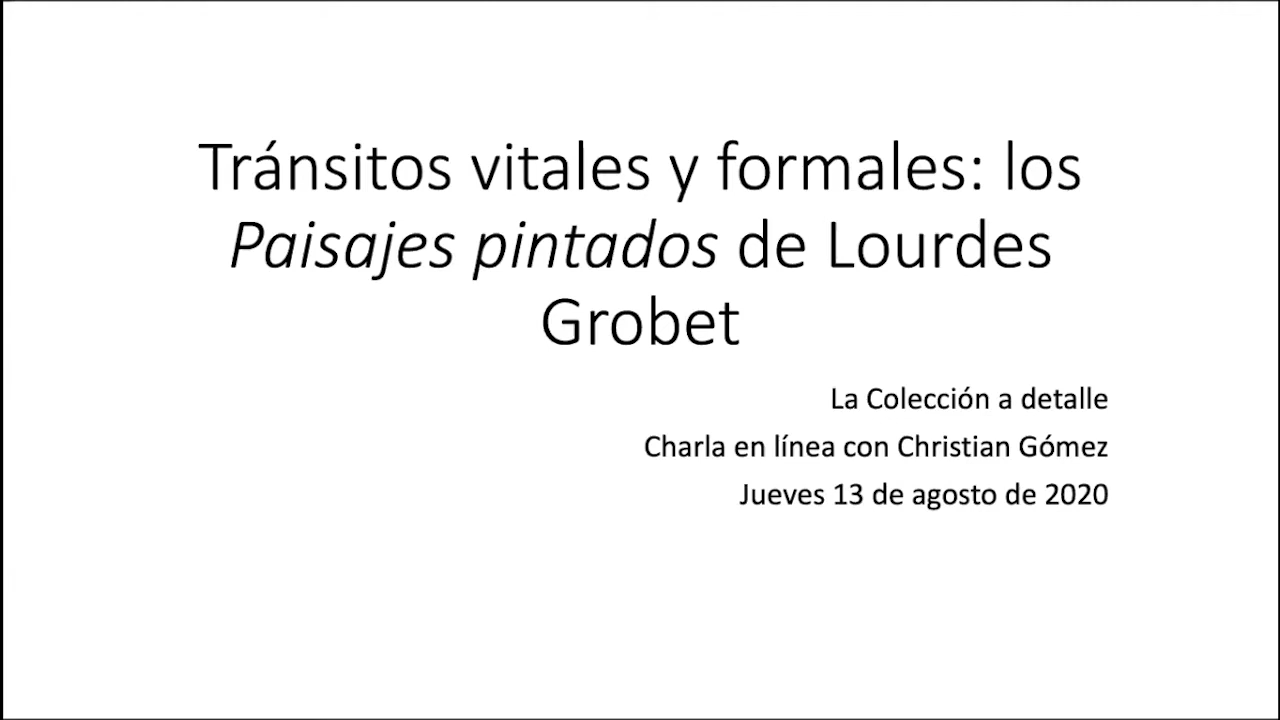 Tránsitos vitales y formales: los
Paisajes pintados de Lourdes
Grobet
La Colección a detalle
Charla en línea con Christian Gómez
Jueves 13 de agosto de 2020